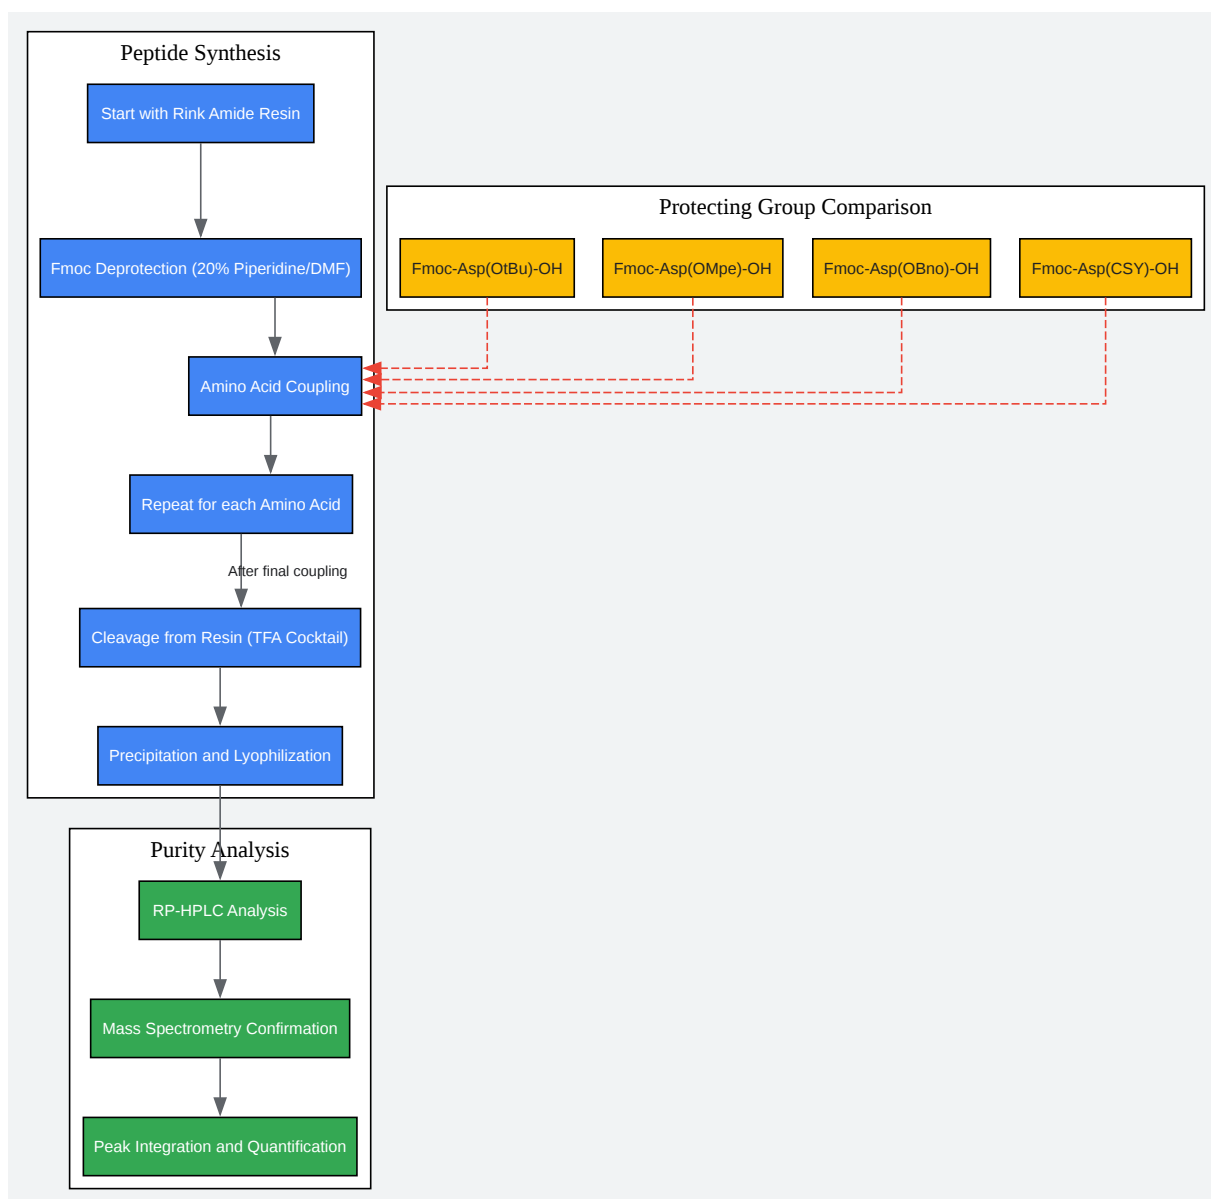 Peptide Synthesis
Start with Rink Amide Resin
Fmoc Deprotection (20% Piperidine/DMF)
Amino Acid Coupling
Repeat for each Amino Acid
After final coupling
Cleavage from Resin (TFA Cocktail)
Precipitation and Lyophilization
Protecting Group Comparison
Fmoc-Asp(OtBu)-OH
Fmoc-Asp(OMpe)-OH
Fmoc-Asp(OBno)-OH
Fmoc-Asp(CSY)-OH
Purity Analysis
RP-HPLC Analysis
Mass Spectrometry Confirmation
Peak Integration and Quantification